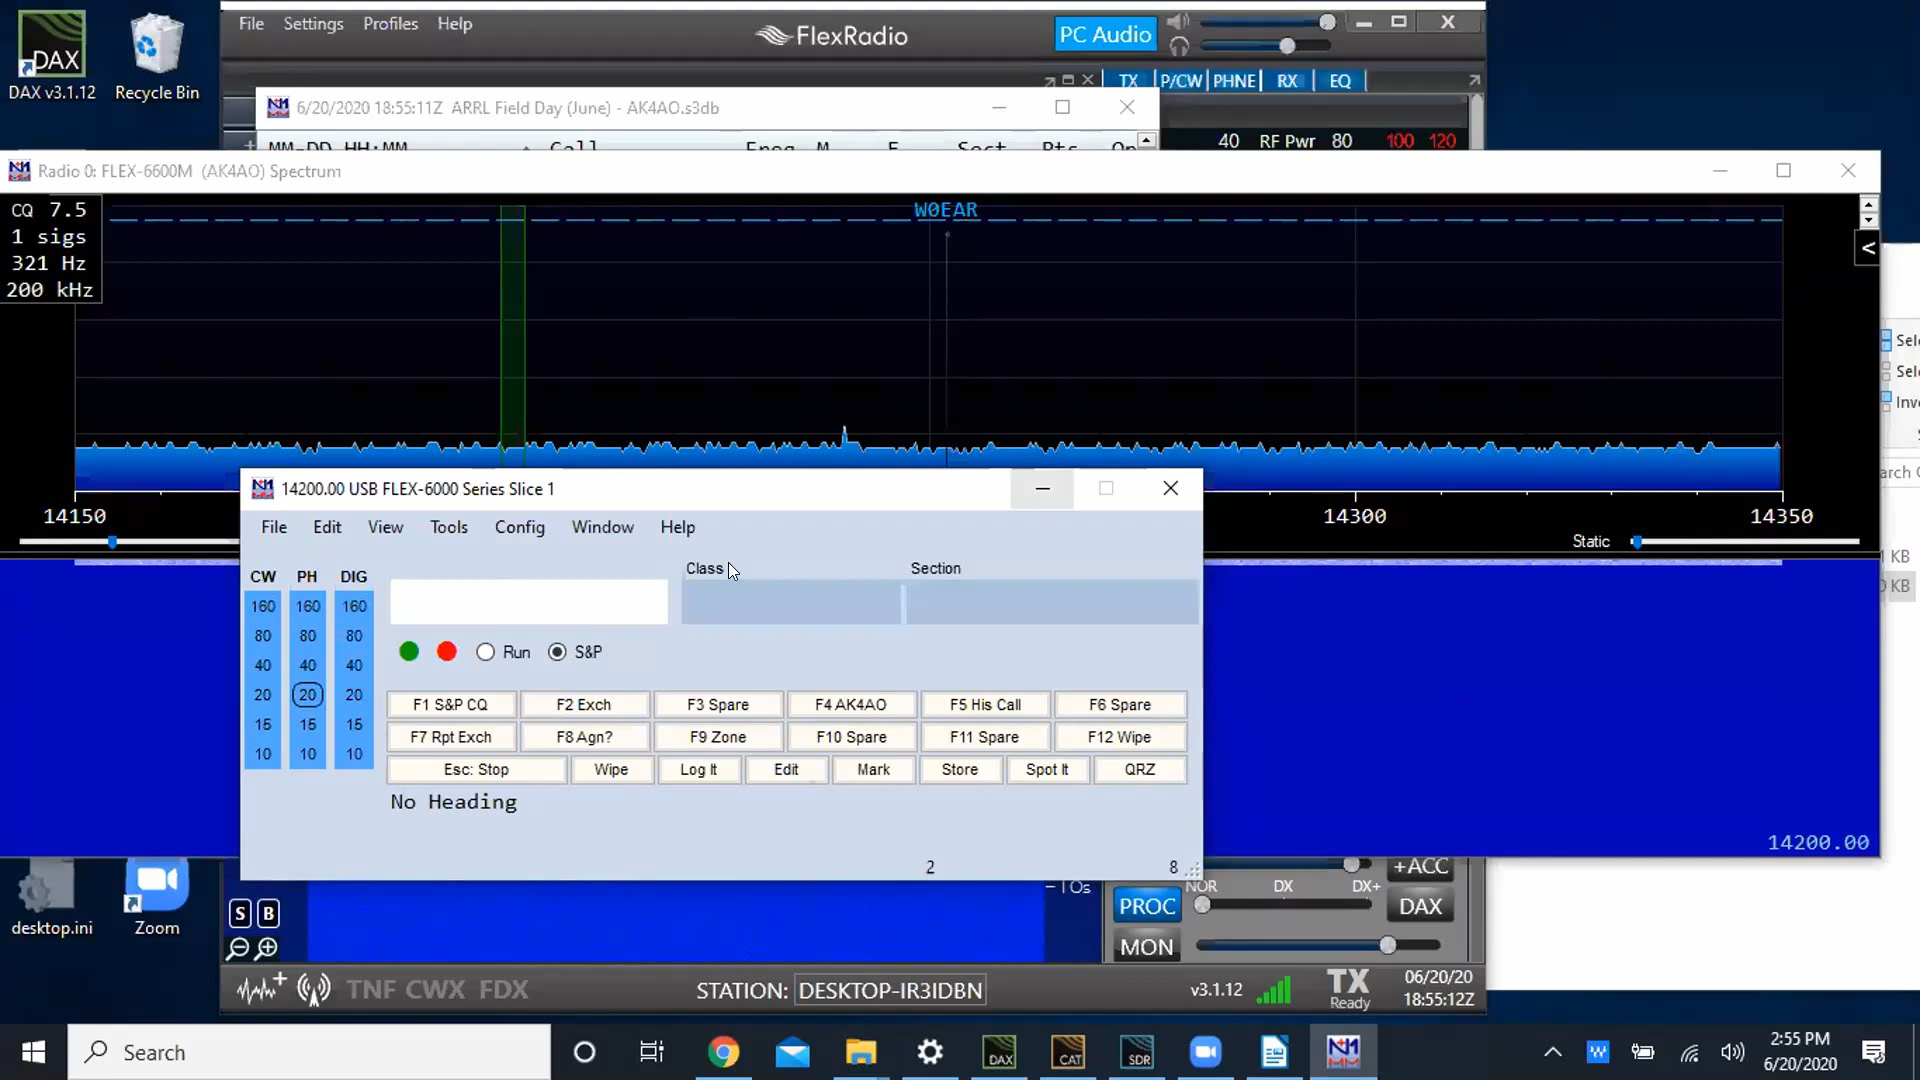 DAX
DAX v3.1.12
Recycle Bin
File Settings Profiles Help
FlexRadio
PC Audio
TX P/CW PHNE RX EQ
6/20/2020 18:55:11Z ARRL Field Day (June) - AK4AO.s3db
40 RF Pwr 80 100 120
Radio 0: FLEX-6600M (AK4AO) Spectrum
CQ 7.5
1 sigs
321 Hz
200 kHz
W0EAR
<
14150
14300
14350
Static
14200.00 USB FLEX-6000 Series Slice 1
File Edit View Tools Config Window Help
CW PH DIG
Class
Section
160 160 160
80 80 80
40 40 40
20 20 20
15 15 15
10 10 10
Run S&P
F1 S&P CQ F2 Exch F3 Spare F4 AK4AO F5 His Call F6 Spare
F7 Rpt Exch F8 Agn? F9 Zone F10 Spare F11 Spare F12 Wipe
Esc: Stop Wipe Log It Edit Mark Store Spot It QRZ
No Heading
2
8
14200.00
KB
KB
+ACC
NOR DX DX+
PROC
DAX
MON
S B
desktop.ini
Zoom
TNF CWX FDX
STATION: DESKTOP-IR3IDBN
v3.1.12
TX
Ready
06/20/20
18:55:12Z
Search
DAX
CAT
SDR
2:55 PM
6/20/2020